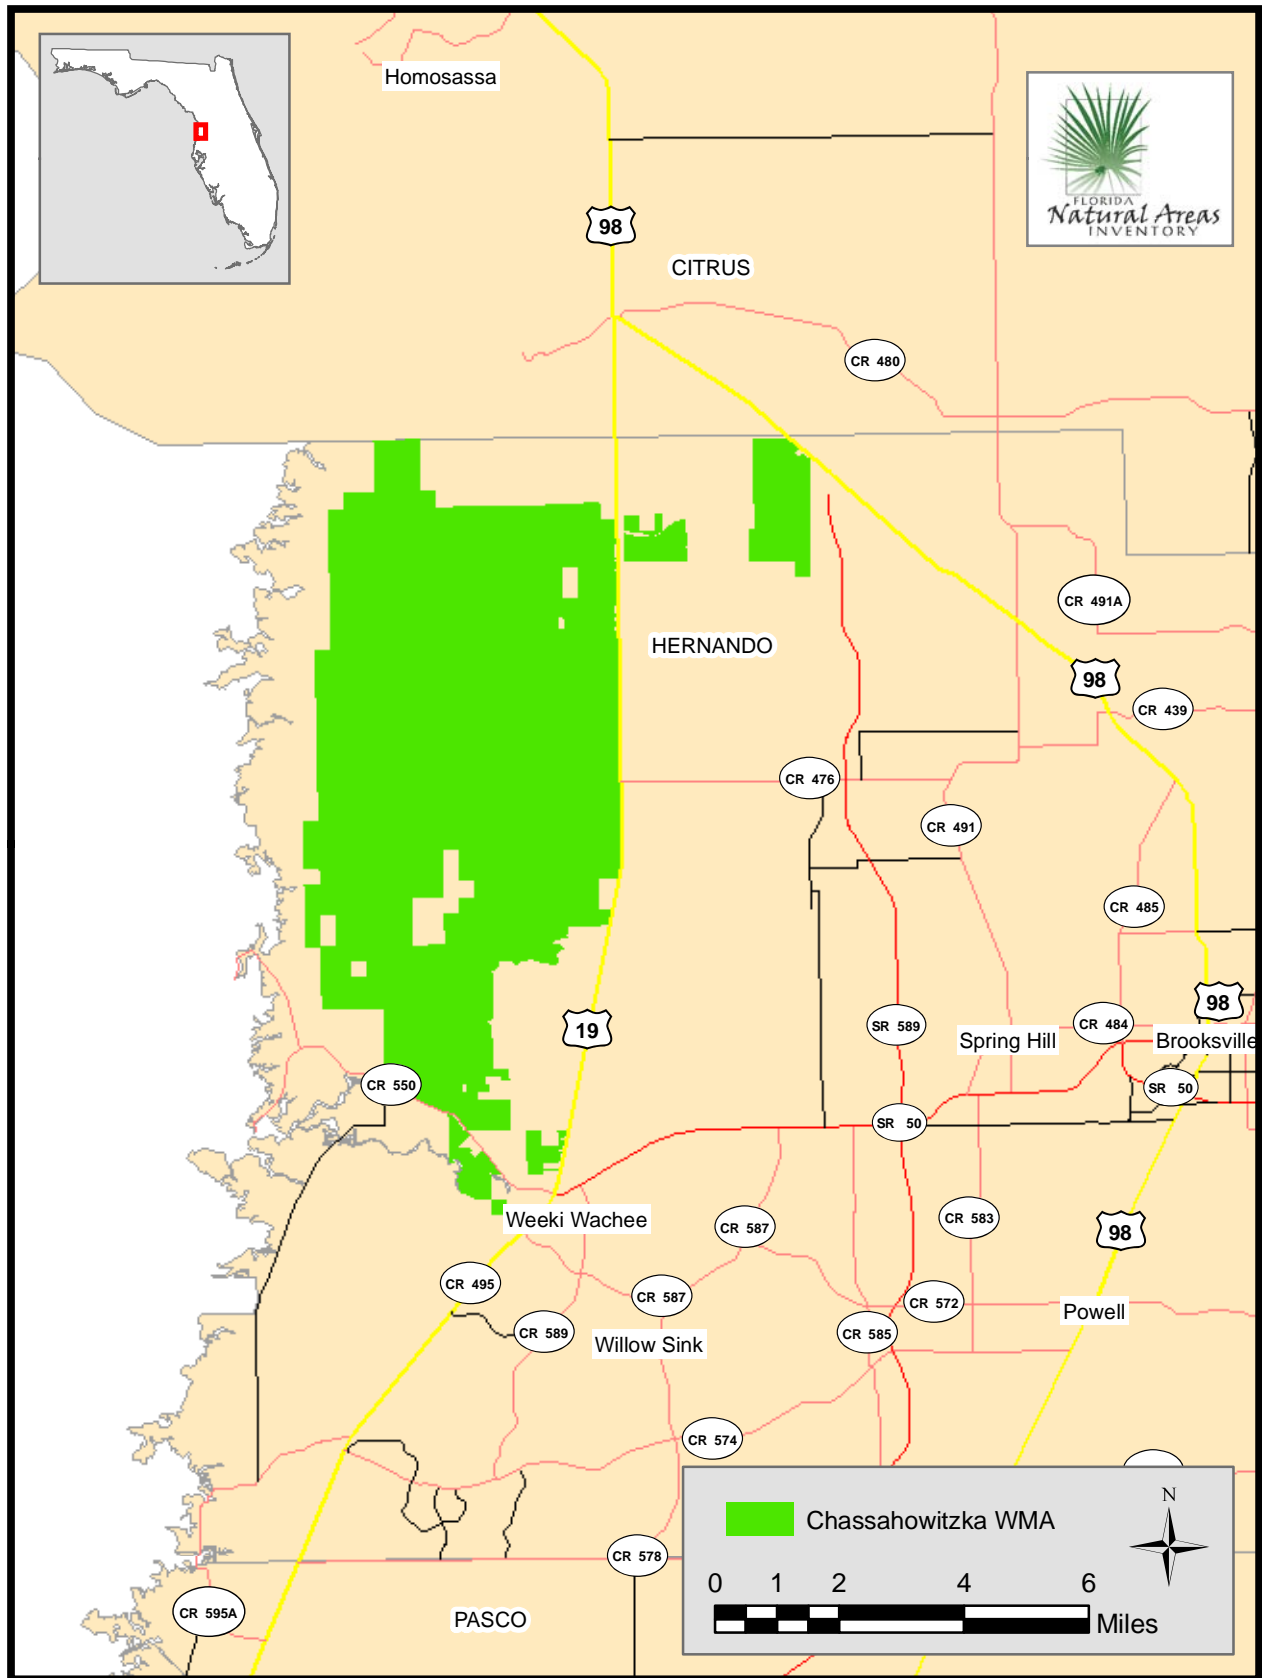 Homosassa
FLORIDA
Natural Areas
INVENTORY
98
CITRUS
CR 480
CR 491A
HERNANDO
98
CR 439
CR 476
CR 491
CR 485
98
19
SR 589
CR 484
Spring Hill
Brooksville
CR 550
SR 50
SR 50
Weeki Wachee
CR 587
CR 583
98
CR 495
CR 587
CR 572
Powell
CR 589
CR 585
Willow Sink
CR 574
Chassahowitzka WMA
N
CR 578
0 1 2 4 6
Miles
CR 595A
PASCO